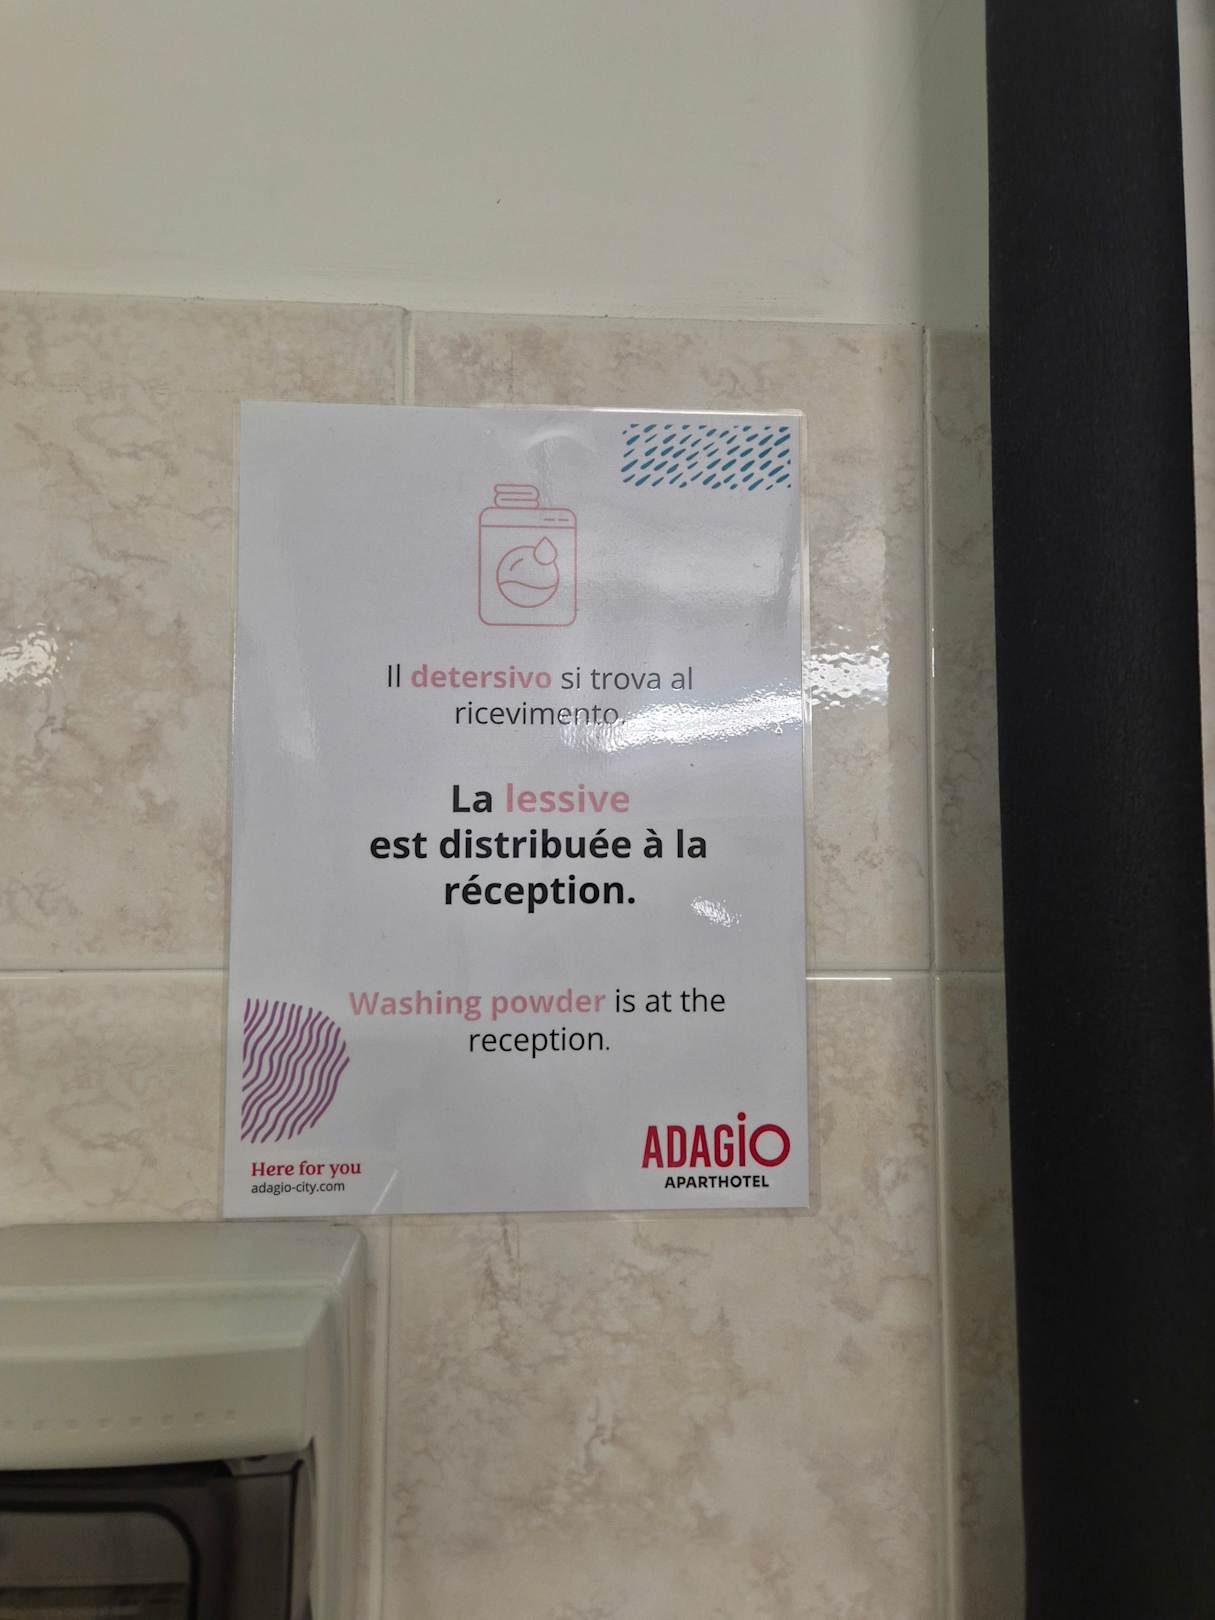 Il detersivo si trova al
ricevimento.
La lessive
est distribuée à la
réception.
Washing powder is at the
reception.
Here for you
adagio-city.com
ADAGIO
APARTHOTEL